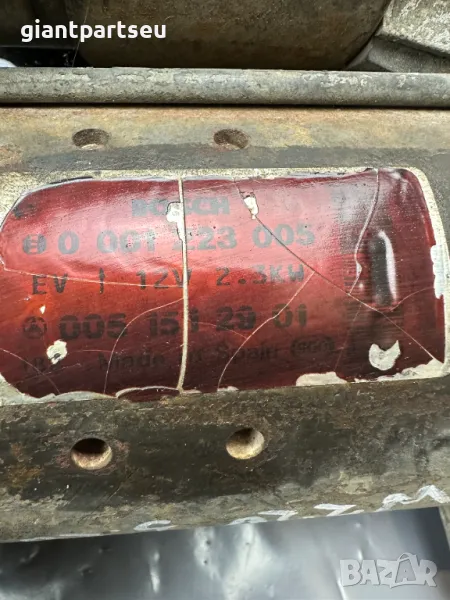 giantpartseu
BOSCH
0 001 223 005
EV 12V 2.3KW
005 151 29 01
Made in Spain
bazar